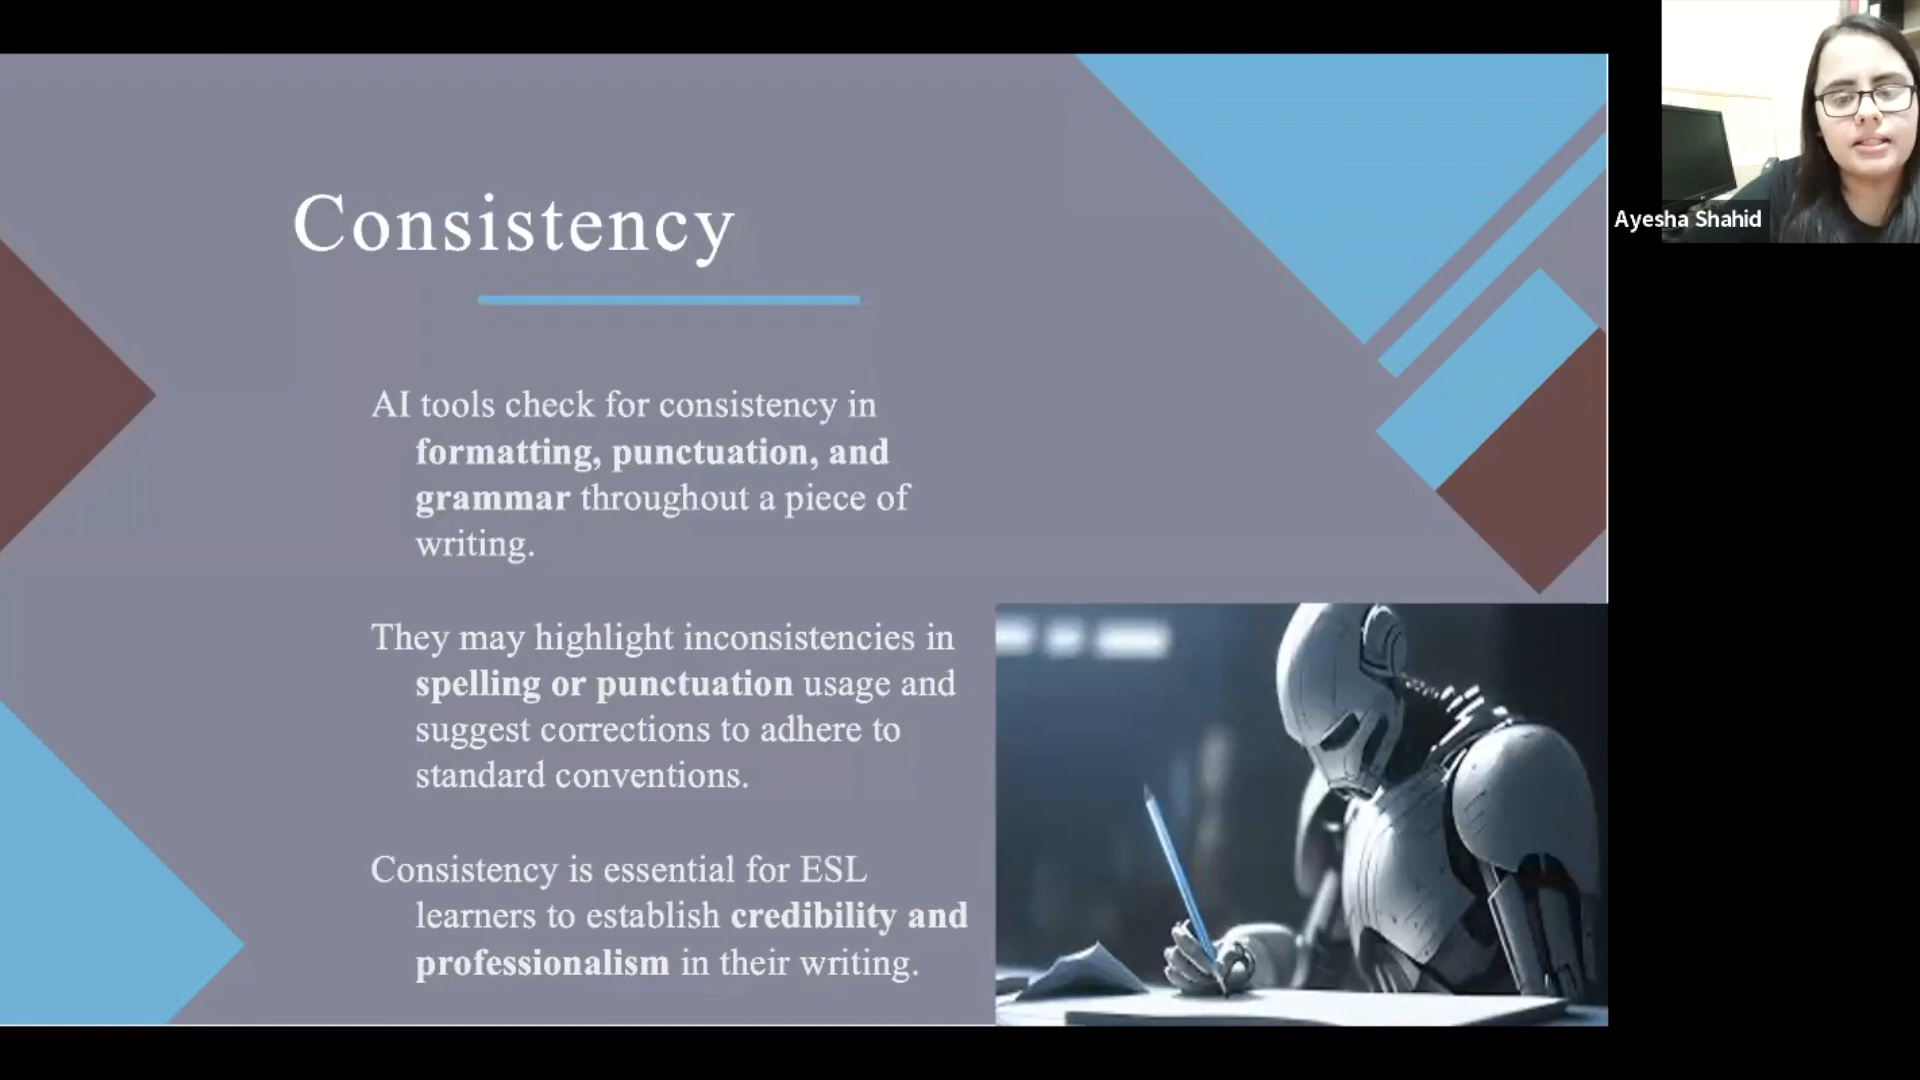 Consistency
AI tools check for consistency in
formatting, punctuation, and
grammar throughout a piece of
writing.
They may highlight inconsistencies in
spelling or punctuation usage and
suggest corrections to adhere to
standard conventions.
Consistency is essential for ESL
learners to establish credibility and
professionalism in their writing.
Ayesha Shahid